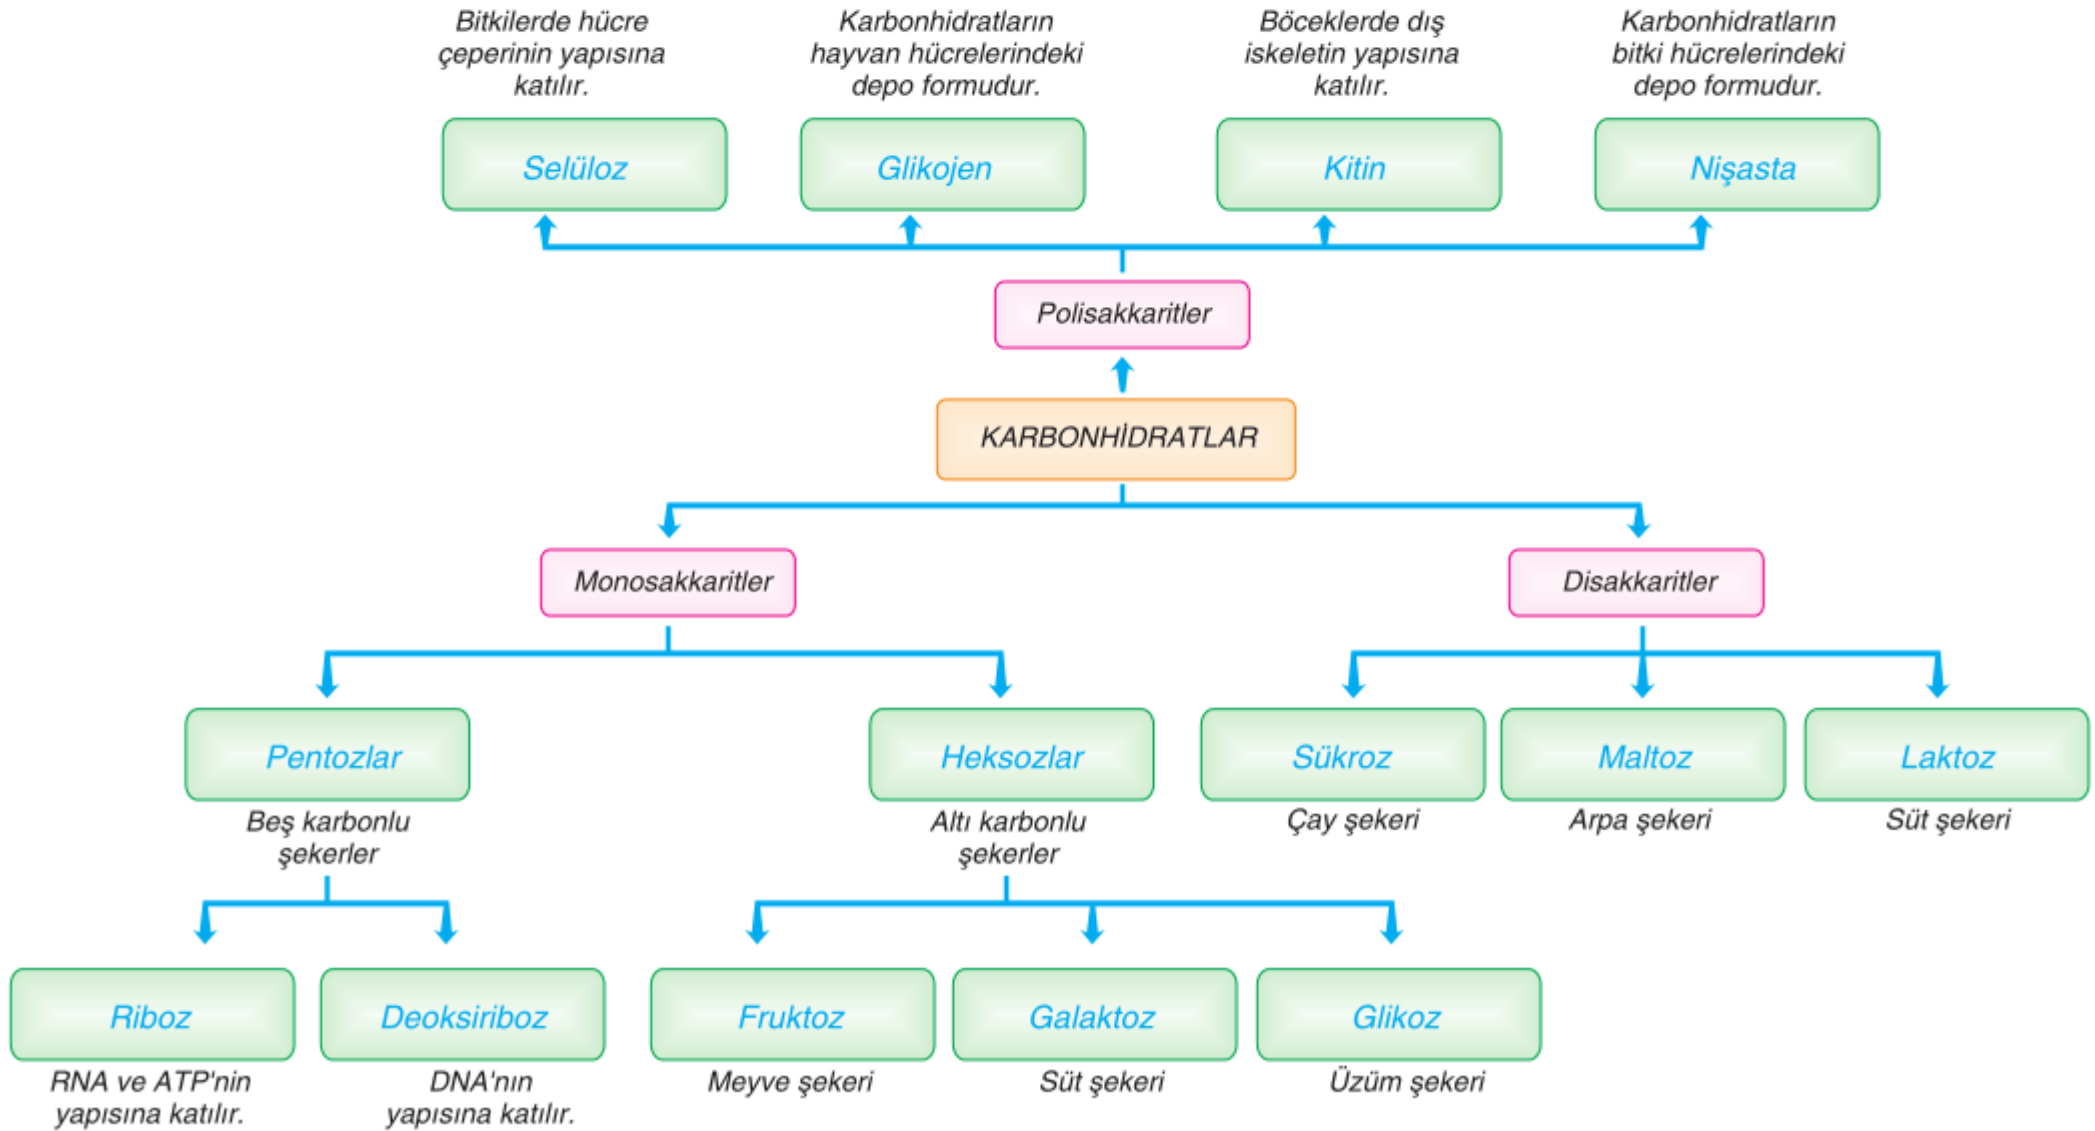 Bitkilerde hücre
çeperinin yapısına
katılır.
Karbonhidratların
hayvan hücrelerindeki
depo formudur.
Böceklerde dış
iskeletin yapısına
katılır.
Karbonhidratların
bitki hücrelerindeki
depo formudur.
Selüloz
Glikojen
Kitin
Nişasta
Polisakkaritler
KARBONHİDRATLAR
Monosakkaritler
Disakkaritler
Pentozlar
Heksozlar
Sükroz
Maltoz
Laktoz
Beş karbonlu
şekerler
Altı karbonlu
şekerler
Çay şekeri
Arpa şekeri
Süt şekeri
Riboz
Deoksiriboz
Fruktoz
Galaktoz
Glikoz
RNA ve ATP'nin
yapısına katılır.
DNA'nın
yapısına katılır.
Meyve şekeri
Süt şekeri
Üzüm şekeri